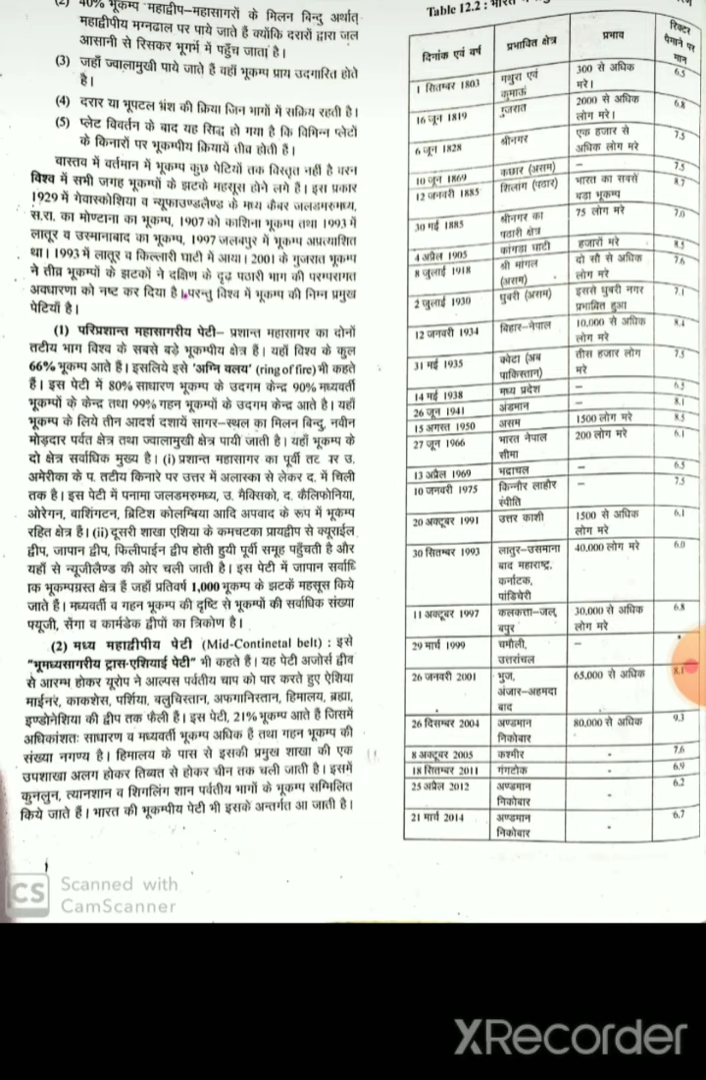 (2) 40% भूकम्प महाद्वीप–महासागरों के मिलन बिन्दु अर्थात्
महाद्वीपीय मग्नढाल पर पाये जाते हैं क्योंकि दरारों द्वारा जल
आसानी से रिसकर भूगर्भ में पहुँच जाता है।
(3) जहाँ ज्वालामुखी पाये जाते हैं वहाँ भूकम्प प्राय उदगारित होते
है।
(4) दरार या भूपटल भ्रंश की क्रिया जिन भागों में सक्रिय रहती है।
(5) प्लेट विवर्तन के बाद यह सिद्ध हो गया है कि विभिन्न प्लेटों
के किनारों पर भूकम्पीय क्रियायें तीव्र होती है।
वास्तव में वर्तमान में भूकम्प कुछ पेटियों तक विस्तृत नहीं है वरन
विश्व में सभी जगह भूकम्पों के झटके महसूस होने लगे है। इस प्रकार
1929 में गेवास्कोशिया व न्यूफाउण्डलैण्ड के मध्य कैबर जलडमरुमध्य,
स.रा. का मोण्टाना का भूकम्प, 1907 को काशिना भूकम्प तथा 1993 में
लातूर व उस्मानाबाद का भूकम्प, 1997 जलबपुर में भूकम्प अप्रत्याशित
था। 1993 में लातूर व किल्लारी घाटी में आया। 2001 के गुजरात भूकम्प
ने तीव्र भूकम्पों के झटकों ने दक्षिण के दृढ़ पठारी भाग की परम्परागत
अवधारणा को नष्ट कर दिया है। परन्तु विश्व में भूकम्प की निम्न प्रमुख
पेटियाँ है।
(1) परिप्रशान्त महासागरीय पेटी– प्रशान्त महासागर का दोनों
तटीय भाग विश्व के सबसे बड़े भूकम्पीय क्षेत्र है। यहाँ विश्व के कुल
66% भूकम्प आते है। इसलिये इसे 'अग्नि वलय' (ring of fire) भी कहते
हैं। इस पेटी में 80% साधारण भूकम्प के उदगम केन्द्र 90% मध्यवर्ती
भूकम्पों के केन्द्र तथा 99% गहन भूकम्पों के उदगम केन्द्र आते है। यहाँ
भूकम्प के लिये तीन आदर्श दशायें सागर–स्थल का मिलन बिन्दु, नवीन
मोड़दार पर्वत क्षेत्र तथा ज्वालामुखी क्षेत्र पायी जाती है। यहाँ भूकम्प के
दो क्षेत्र सर्वाधिक मुख्य है। (i) प्रशान्त महासागर का पूर्वी तट पर उ.
अमेरीका के प. तटीय किनारे पर उत्तर में अलास्का से लेकर द. में चिली
तक है। इस पेटी में पनामा जलडमरुमध्य, उ. मैक्सिको, द. कैलिफोनिया,
ओरेगन, वाशिंगटन, ब्रिटिश कोलम्बिया आदि अपवाद के रूप में भूकम्प
रहित क्षेत्र है। (ii) दूसरी शाखा एशिया के कमचटका प्रायद्वीप से क्यूराईल
द्वीप, जापान द्वीप, फिलीपाईन द्वीप होती हुयी पूर्वी समूह पहुँचती है और
यहाँ से न्यूजीलैण्ड की ओर चली जाती है। इस पेटी में जापान सर्वाधि
क भूकम्पग्रस्त क्षेत्र हैं जहाँ प्रतिवर्ष 1,000 भूकम्प के झटकें महसूस किये
जाते है। मध्यवर्ती व गहन भूकम्प की दृष्टि से भूकम्पों की सर्वाधिक संख्या
फ्यूजी, सेंगा व कार्मडेक द्वीपों का त्रिकोण है।
(2) मध्य महाद्वीपीय पेटी (Mid-Continetal belt) : इसे
"भूमध्यसागरीय ट्रास-एशियाई पेटी" भी कहते है। यह पेटी अजोर्स द्वीव
से आरम्भ होकर यूरोप ने आल्पस पर्वतीय चाप को पार करते हुए ऐशिया
माईनर, काकशेस, पर्शिया, बलुचिस्तान, अफगानिस्तान, हिमालय, ब्रह्मा,
इण्डोनेशिया की द्वीप तक फैली है। इस पेटी, 21% भूकम्प आते हैं जिसमें
अधिकांशतः साधारण व मध्यवर्ती भूकम्प अधिक है तथा गहन भूकम्प की
संख्या नगण्य है। हिमालय के पास से इसकी प्रमुख शाखा की एक
उपशाखा अलग होकर तिब्बत से होकर चीन तक चली जाती है। इसमें
कुनलुन, त्यानशान व शिगलिंग शान पर्वतीय भागों के भूकम्प सम्मिलित
किये जाते हैं। भारत की भूकम्पीय पेटी भी इसके अन्तर्गत आ जाती है।
Table 12.2 : भारत
दिनांक एवं वर्ष प्रभावित क्षेत्र प्रभाव रिक्टर पैमाने पर मान
1 सितम्बर 1803 मथुरा एवं कुमाऊं 300 से अधिक मरे। 6.5
16 जून 1819 गुजरात 2000 से अधिक लोग मरे। 6.8
6 जून 1828 श्रीनगर एक हजार से अधिक लोग मरे 7.5
10 जून 1869 कछार (असम) – 7.5
12 जनवरी 1885 शिलांग (पठार) भारत का सबसे बड़ा भूकम्प 8.7
30 मई 1885 श्रीनगर का पठारी क्षेत्र 75 लोग मरे 7.0
4 अप्रैल 1905 कांगड़ा घाटी हजारों मरे 8.5
8 जुलाई 1918 श्री मांगल (असम) दो सौ से अधिक लोग मरे 7.6
2 जुलाई 1930 धुबरी (असम) इससे धुबरी नगर प्रभावित हुआ 7.1
12 जनवरी 1934 बिहार–नेपाल 10,000 से अधिक लोग मरे 8.4
31 मई 1935 कोटा (अब पाकिस्तान) तीस हजार लोग मरे 7.5
14 मई 1938 मध्य प्रदेश – 6.5
26 जून 1941 अंडमान – 8.1
15 अगस्त 1950 असम 1500 लोग मरे 8.5
27 जून 1966 भारत नेपाल सीमा 200 लोग मरे 6.1
13 अप्रैल 1969 भद्राचल – 6.5
10 जनवरी 1975 किन्नौर लाहौर स्पीति – 7.5
20 अक्टूबर 1991 उत्तर काशी 1500 से अधिक लोग मरे 6.1
30 सितम्बर 1993 लातुर–उसमाना बाद महाराष्ट्र, कर्नाटक, पांडिचेरी 40,000 लोग मरे 6.0
11 अक्टूबर 1997 कलकत्ता–जल, बपुर 30,000 से अधिक लोग मरे 6.8
29 मार्च 1999 चमौली, उत्तरांचल –
26 जनवरी 2001 भुज, अंजार–अहमदा बाद 65,000 से अधिक 8.1
26 दिसम्बर 2004 अण्डमान निकोबार 80,000 से अधिक 9.3
8 अक्टूबर 2005 कश्मीर - 7.6
18 सितम्बर 2011 गंगटोक - 6.9
25 अप्रैल 2012 अण्डमान निकोबार - 6.2
21 मार्च 2014 अण्डमान निकोबार - 6.7
CS Scanned with
CamScanner
XRecorder